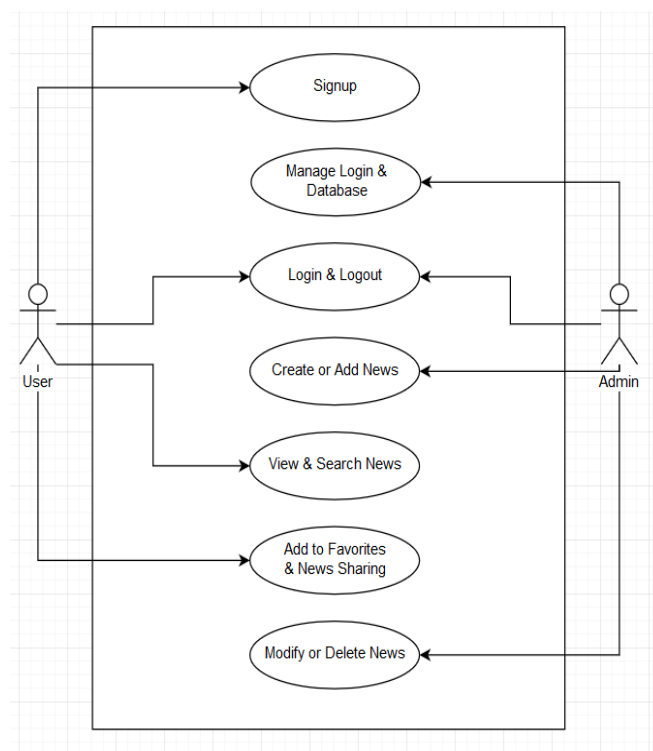 Signup
Manage Login &
Database
Login & Logout
Create or Add News
User
Admin
View & Search News
Add to Favorites
& News Sharing
Modify or Delete News